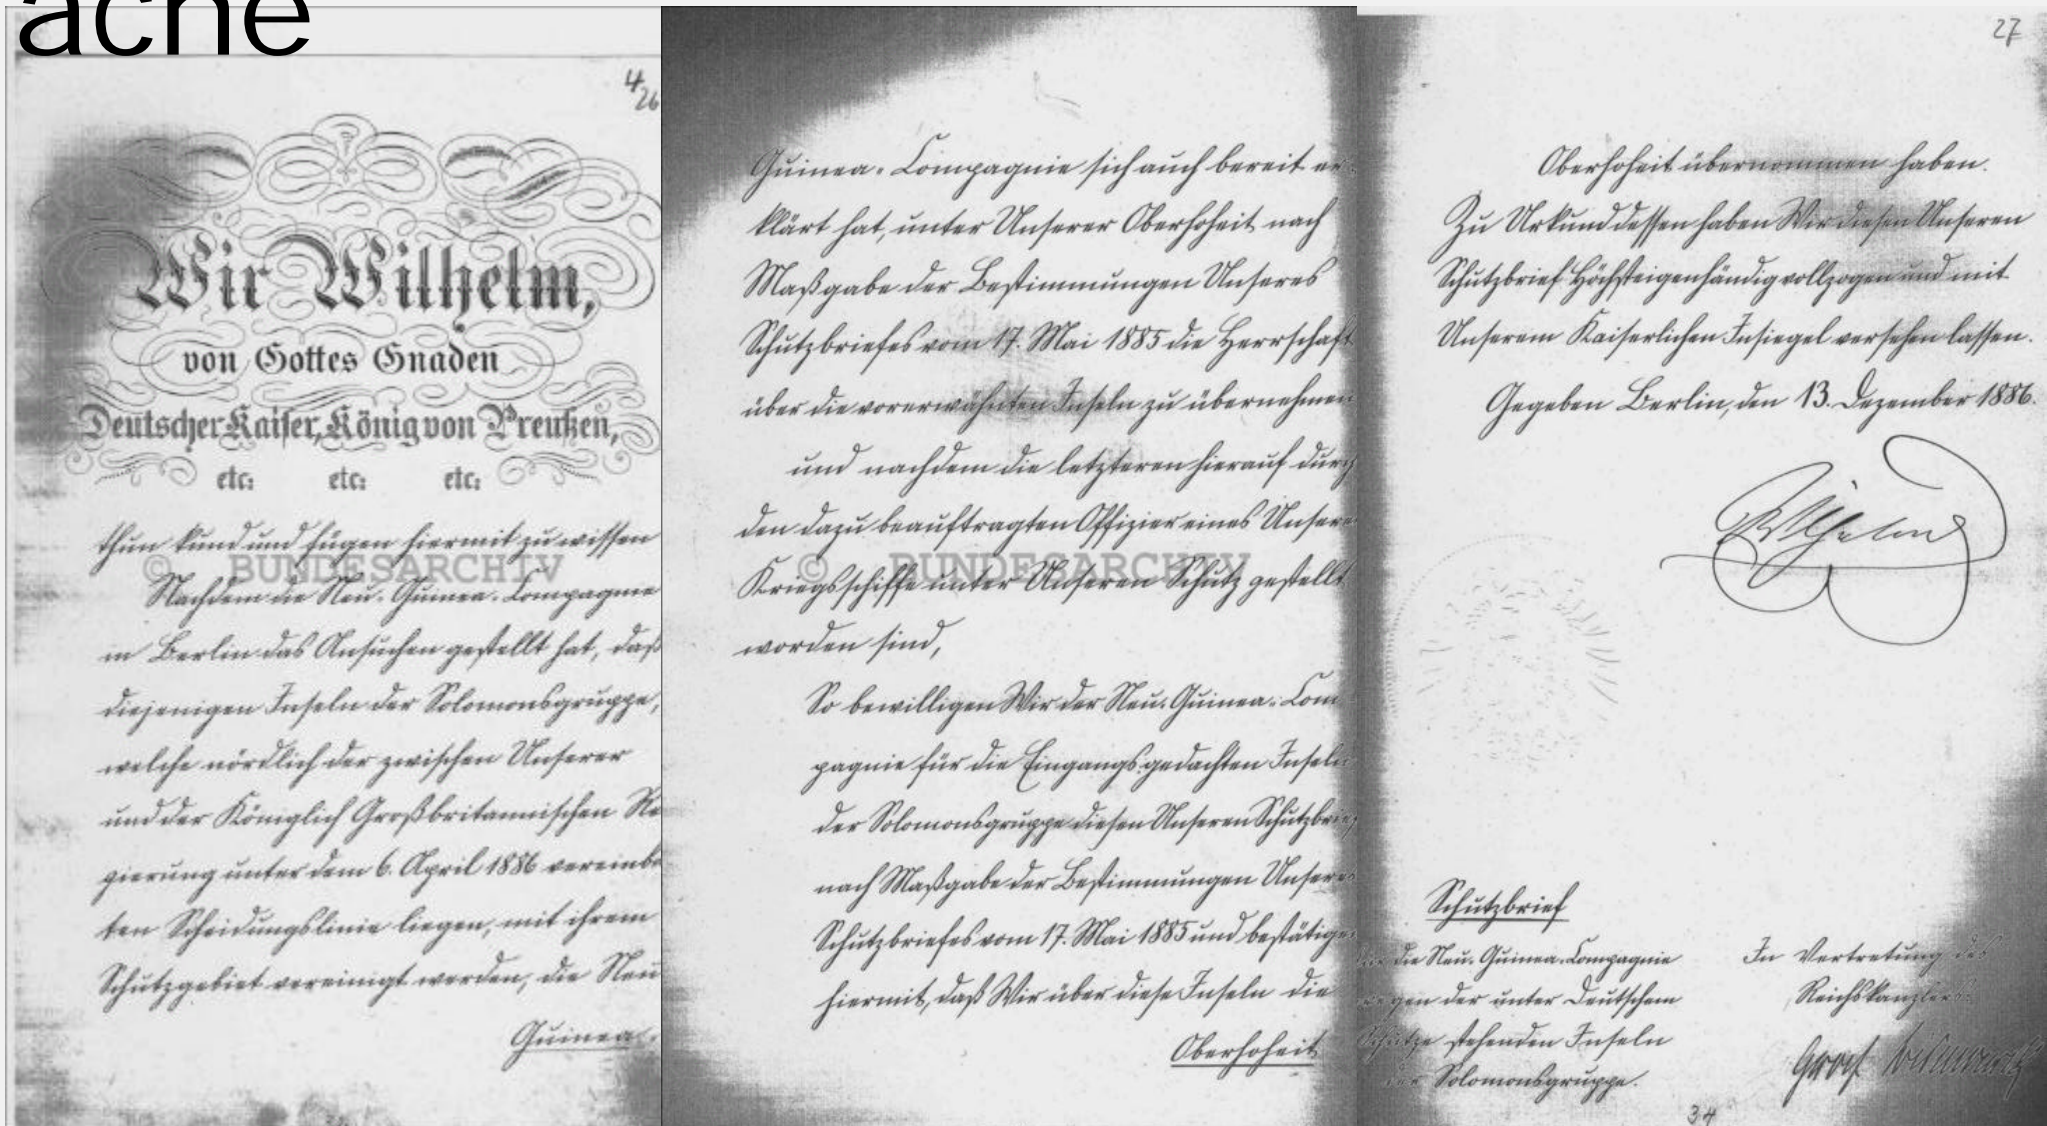 ache
4/26
Wir Wilhelm,
von Gottes Gnaden
Deutscher Kaiser, König von Preußen,
etc: etc: etc:
thun kund und fügen hiermit zu wissen
© BUNDESARCHIV
Nachdem die Neu-Guinea-Compagnie
in Berlin das Ansuchen gestellt hat, daß
diejenigen Inseln der Solomonsgruppe,
welche nördlich der zwischen Unserer
und der Königlich Großbritannischen Re
gierung unter dem 6. April 1886 vereinba
ten Scheidungslinie liegen, mit ihrem
Schutzgebiet vereinigt werden, die Neu
Guinea-
Guinea-Compagnie sich auch bereit er-
klärt hat, unter Unserer Oberhoheit nach
Maßgabe der Bestimmungen Unseres
Schutzbriefes vom 17. Mai 1885 die Herrschaft
über die vorerwähnten Inseln zu übernehmen
und nachdem die letzteren hierauf durch
den dazu beauftragten Offizier eines Unserer
© BUNDESARCHIV
Kriegsschiffe unter Unseren Schutz gestellt
worden sind,
So bewilligen Wir der Neu-Guinea-Com
pagnie für die Eingangs gedachten Inseln
der Solomonsgruppe diesen Unseren Schutzbrief
nach Maßgabe der Bestimmungen Unseres
Schutzbriefes vom 17. Mai 1885 und bestätigen
hiermit, daß Wir über diese Inseln die
Oberhoheit
27
Oberhoheit übernommen haben.
Zu Urkund dessen haben Wir diesen Unseren
Schutzbrief Höchsteigenhändig vollzogen und mit
Unserem Kaiserlichen Insiegel versehen lassen.
Gegeben Berlin, den 13. Dezember 1886.
Wilhelm
Schutzbrief
für die Neu-Guinea-Compagnie
wegen der unter Deutschem
Schutze stehenden Inseln
der Solomonsgruppe.
In Vertretung des
Reichskanzlers.
Graf Bismarck
34